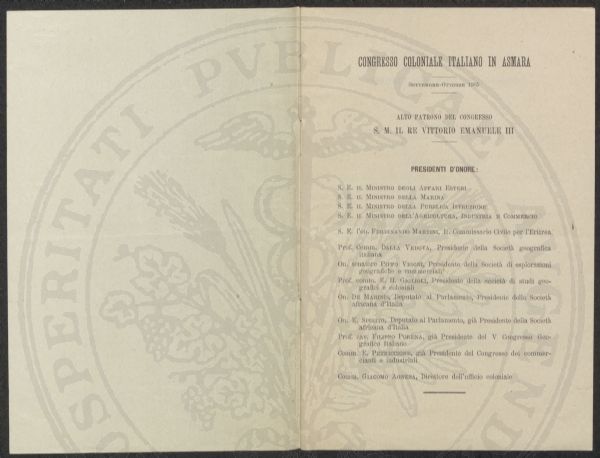 CONGRESSO COLONIALE ITALIANO IN ASMARA
Settembre-Ottobre 1905
ALTO PATRONO DEL CONGRESSO
S. M. IL RE VITTORIO EMANUELE III
PRESIDENTI D'ONORE:
S. E. il Ministro degli Affari Esteri
S. E. il Ministro della Marina
S. E. il Ministro della Pubblica Istruzione
S. E. il Ministro dell'Agricoltura, Industria e Commercio
S. E. l'on. Ferdinando Martini, R. Commissario Civile per l'Eritrea
Prof. Comm. Dalla Vedova, Presidente della Società geografica
italiana
On. senatore Pippo Vigoni, Presidente della Società di esplorazioni
geografiche e commerciali
Prof. comm. E. H. Giglioli, Presidente della società di studi geo-
grafici e coloniali
On. De Marinis, Deputato al Parlamento, Presidente della Società
africana d'Italia
On. E. Spirito, Deputato al Parlamento, già Presidente della Società
africana d'Italia
Prof. cav. Filippo Porena, già Presidente del V Congresso Geo-
grafico Italiano
Comm. E. Petriccione, già Presidente del Congresso dei commer-
cianti e industriali
Comm. Giacomo Agnesa, Direttore dell'ufficio coloniale
PROSPERITATI PVBLICAE